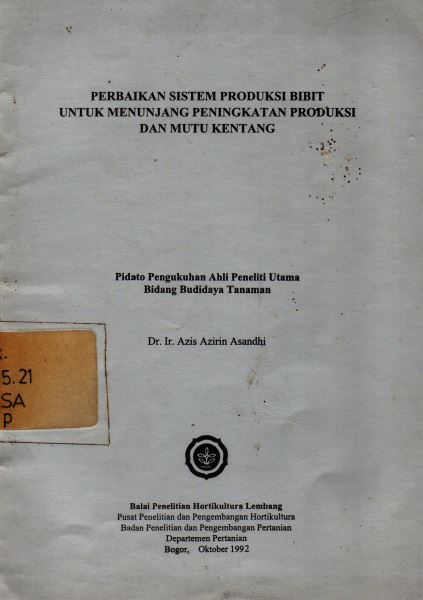 PERBAIKAN SISTEM PRODUKSI BIBIT
UNTUK MENUNJANG PENINGKATAN PRODUKSI
DAN MUTU KENTANG
Pidato Pengukuhan Ahli Peneliti Utama
Bidang Budidaya Tanaman
Dr. Ir. Azis Azirin Asandhi
5.21
SA
p
Balai Penelitian Hortikultura Lembang
Pusat Penelitian dan Pengembangan Hortikultura
Badan Penelitian dan Pengembangan Pertanian
Departemen Pertanian
Bogor, Oktober 1992